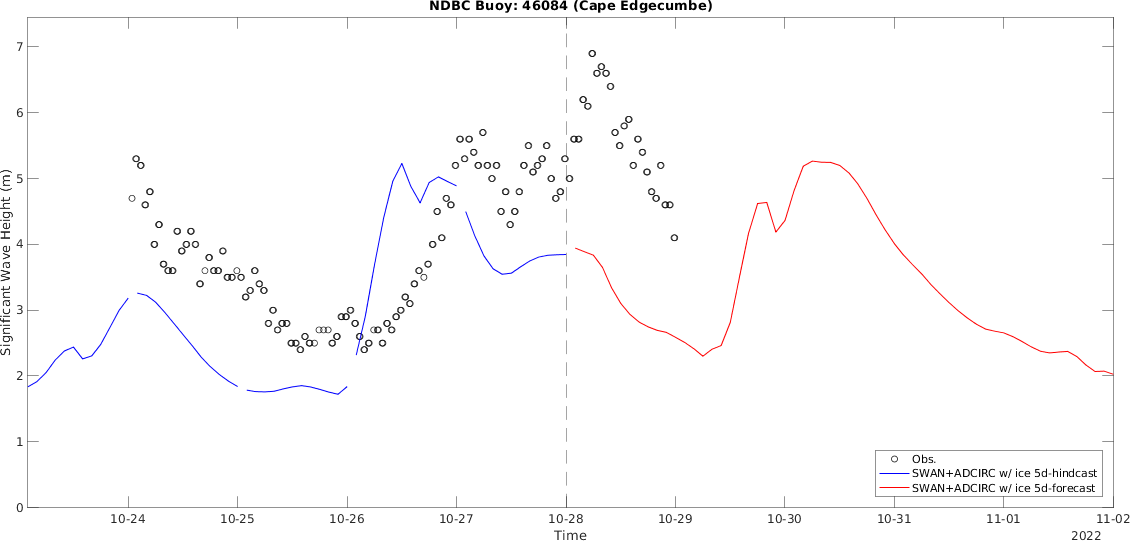 NDBC Buoy: 46084 (Cape Edgecumbe)
Significant Wave Height (m)
7
6
5
4
3
2
1
0
Obs.
SWAN+ADCIRC w/ ice 5d-hindcast
SWAN+ADCIRC w/ ice 5d-forecast
10-24 10-25 10-26 10-27 10-28 10-29 10-30 10-31 11-01 11-02
Time
2022